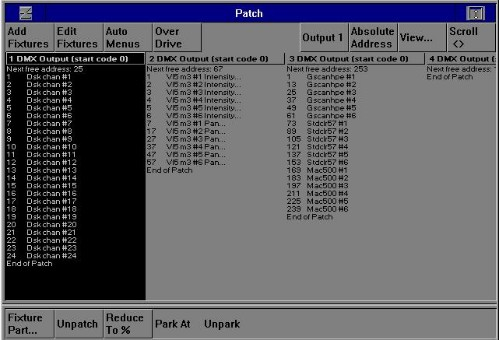 Patch
Add Fixtures
Edit Fixtures
Auto Menus
Over Drive
Output 1
Absolute Address
View...
Scroll <>
1 DMX Output (start code 0)
Next free address: 25
1 Dsk chan #1
2 Dsk chan #2
3 Dsk chan #3
4 Dsk chan #4
5 Dsk chan #5
6 Dsk chan #6
7 Dsk chan #7
8 Dsk chan #8
9 Dsk chan #9
10 Dsk chan #10
11 Dsk chan #11
12 Dsk chan #12
13 Dsk chan #13
14 Dsk chan #14
15 Dsk chan #15
16 Dsk chan #16
17 Dsk chan #17
18 Dsk chan #18
19 Dsk chan #19
20 Dsk chan #20
21 Dsk chan #21
22 Dsk chan #22
23 Dsk chan #23
24 Dsk chan #24
End of Patch
2 DMX Output (start code 0)
Next free address: 67
1 Vl5 m3 #1 Intensity...
2 Vl5 m3 #2 Intensity...
3 Vl5 m3 #3 Intensity...
4 Vl5 m3 #4 Intensity...
5 Vl5 m3 #5 Intensity...
6 Vl5 m3 #6 Intensity...
7 Vl5 m3 #1 Pan...
17 Vl5 m3 #2 Pan...
27 Vl5 m3 #3 Pan...
37 Vl5 m3 #4 Pan...
47 Vl5 m3 #5 Pan...
57 Vl5 m3 #6 Pan...
End of Patch
3 DMX Output (start code 0)
Next free address: 253
1 Gscanhpe #1
13 Gscanhpe #2
25 Gscanhpe #3
37 Gscanhpe #4
49 Gscanhpe #5
61 Gscanhpe #6
73 Stdclr57 #1
89 Stdclr57 #2
105 Stdclr57 #3
121 Stdclr57 #4
137 Stdclr57 #5
153 Stdclr57 #6
169 Mac500 #1
183 Mac500 #2
197 Mac500 #3
211 Mac500 #4
225 Mac500 #5
239 Mac500 #6
End of Patch
4 DMX Output (
Next free address: 1
End of Patch
Fixture Part...
Unpatch
Reduce To %
Park At
Unpark